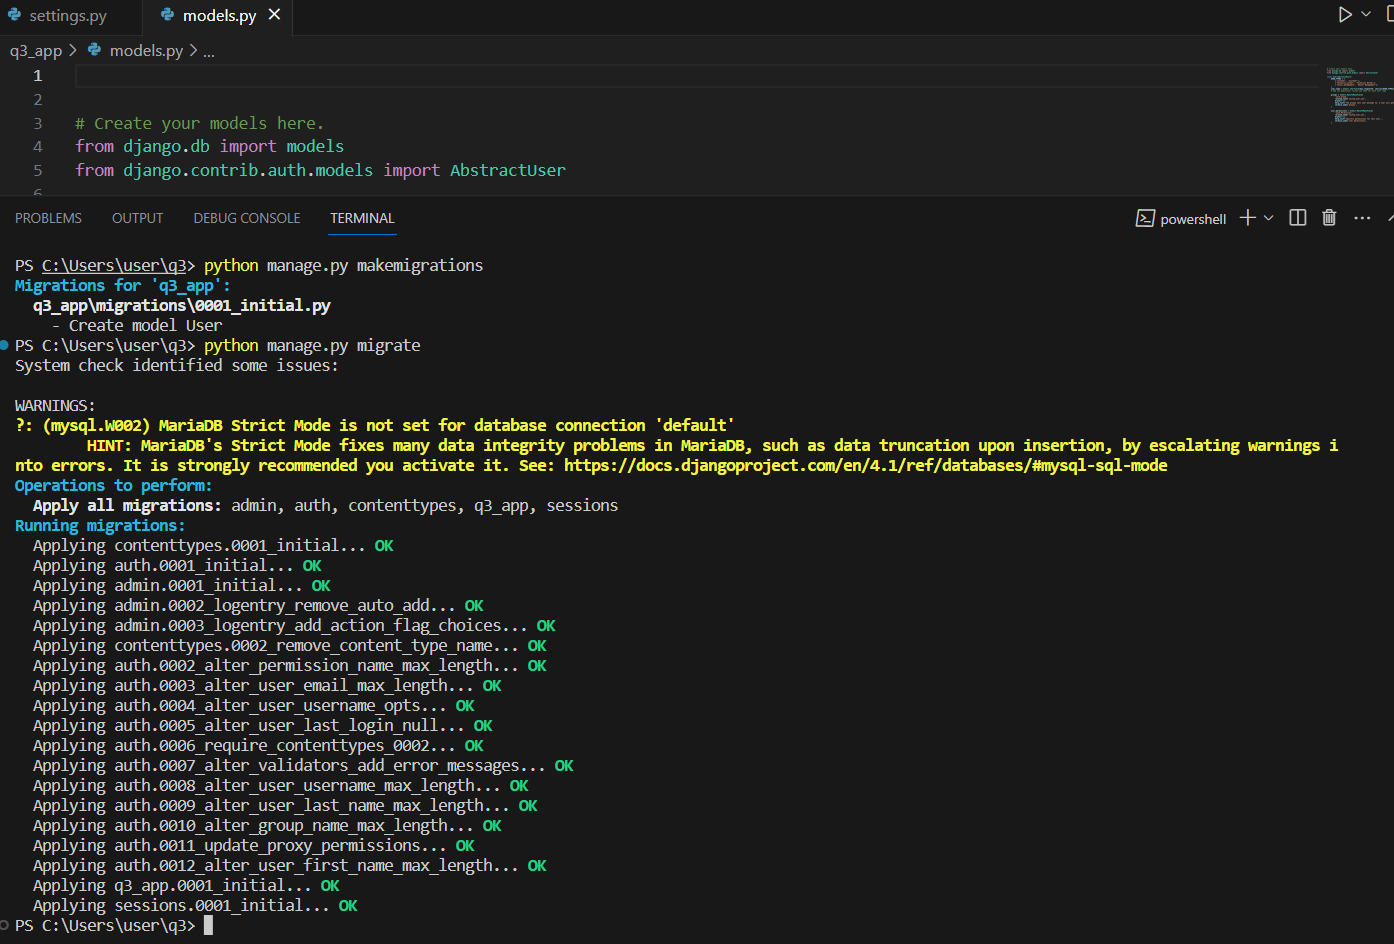 settings.py
models.py
q3_app > models.py > ...
1
2
3 # Create your models here.
4 from django.db import models
5 from django.contrib.auth.models import AbstractUser
6
PROBLEMS OUTPUT DEBUG CONSOLE TERMINAL
powershell
PS C:\Users\user\q3> python manage.py makemigrations
Migrations for 'q3_app':
  q3_app\migrations\0001_initial.py
    - Create model User
PS C:\Users\user\q3> python manage.py migrate
System check identified some issues:

WARNINGS:
?: (mysql.W002) MariaDB Strict Mode is not set for database connection 'default'
        HINT: MariaDB's Strict Mode fixes many data integrity problems in MariaDB, such as data truncation upon insertion, by escalating warnings i
nto errors. It is strongly recommended you activate it. See: https://docs.djangoproject.com/en/4.1/ref/databases/#mysql-sql-mode
Operations to perform:
  Apply all migrations: admin, auth, contenttypes, q3_app, sessions
Running migrations:
  Applying contenttypes.0001_initial... OK
  Applying auth.0001_initial... OK
  Applying admin.0001_initial... OK
  Applying admin.0002_logentry_remove_auto_add... OK
  Applying admin.0003_logentry_add_action_flag_choices... OK
  Applying contenttypes.0002_remove_content_type_name... OK
  Applying auth.0002_alter_permission_name_max_length... OK
  Applying auth.0003_alter_user_email_max_length... OK
  Applying auth.0004_alter_user_username_opts... OK
  Applying auth.0005_alter_user_last_login_null... OK
  Applying auth.0006_require_contenttypes_0002... OK
  Applying auth.0007_alter_validators_add_error_messages... OK
  Applying auth.0008_alter_user_username_max_length... OK
  Applying auth.0009_alter_user_last_name_max_length... OK
  Applying auth.0010_alter_group_name_max_length... OK
  Applying auth.0011_update_proxy_permissions... OK
  Applying auth.0012_alter_user_first_name_max_length... OK
  Applying q3_app.0001_initial... OK
  Applying sessions.0001_initial... OK
PS C:\Users\user\q3>